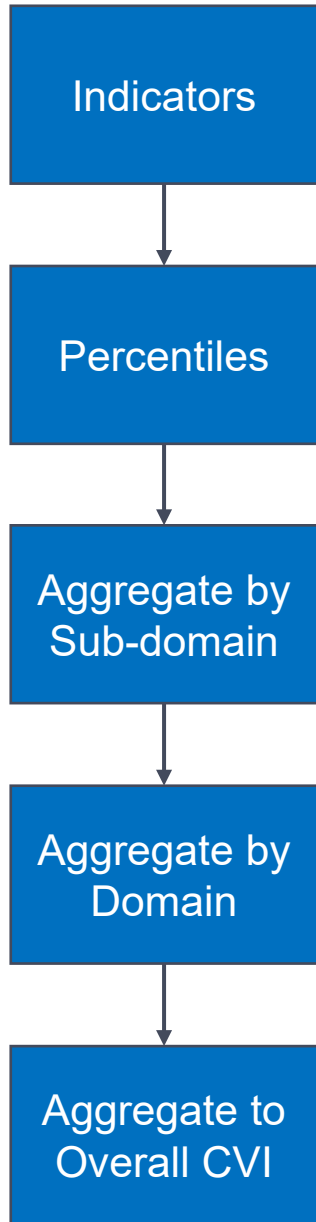 Indicators
Percentiles
Aggregate by
Sub-domain
Aggregate by
Domain
Aggregate to
Overall CVI